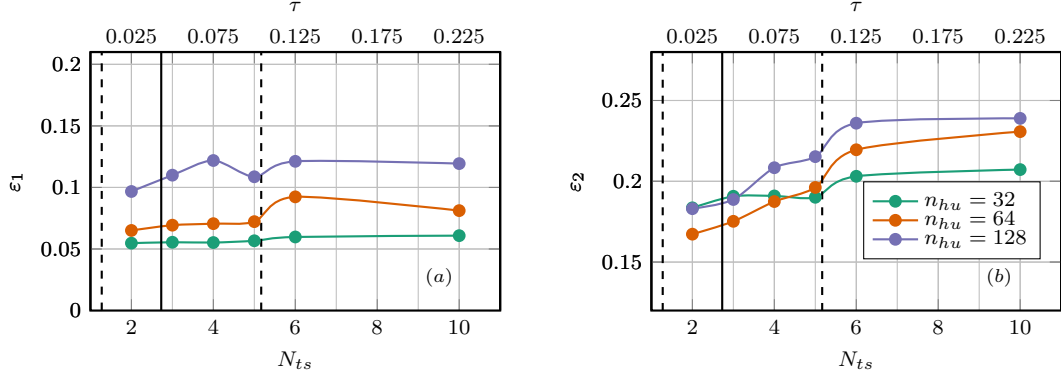 τ
0.025 0.075 0.125 0.175 0.225
0.2
0.15
0.1
0.05
0
ε1
(a)
2 4 6 8 10
Nts
τ
0.025 0.075 0.125 0.175 0.225
0.25
0.2
0.15
ε2
nhu = 32
nhu = 64
nhu = 128
(b)
2 4 6 8 10
Nts